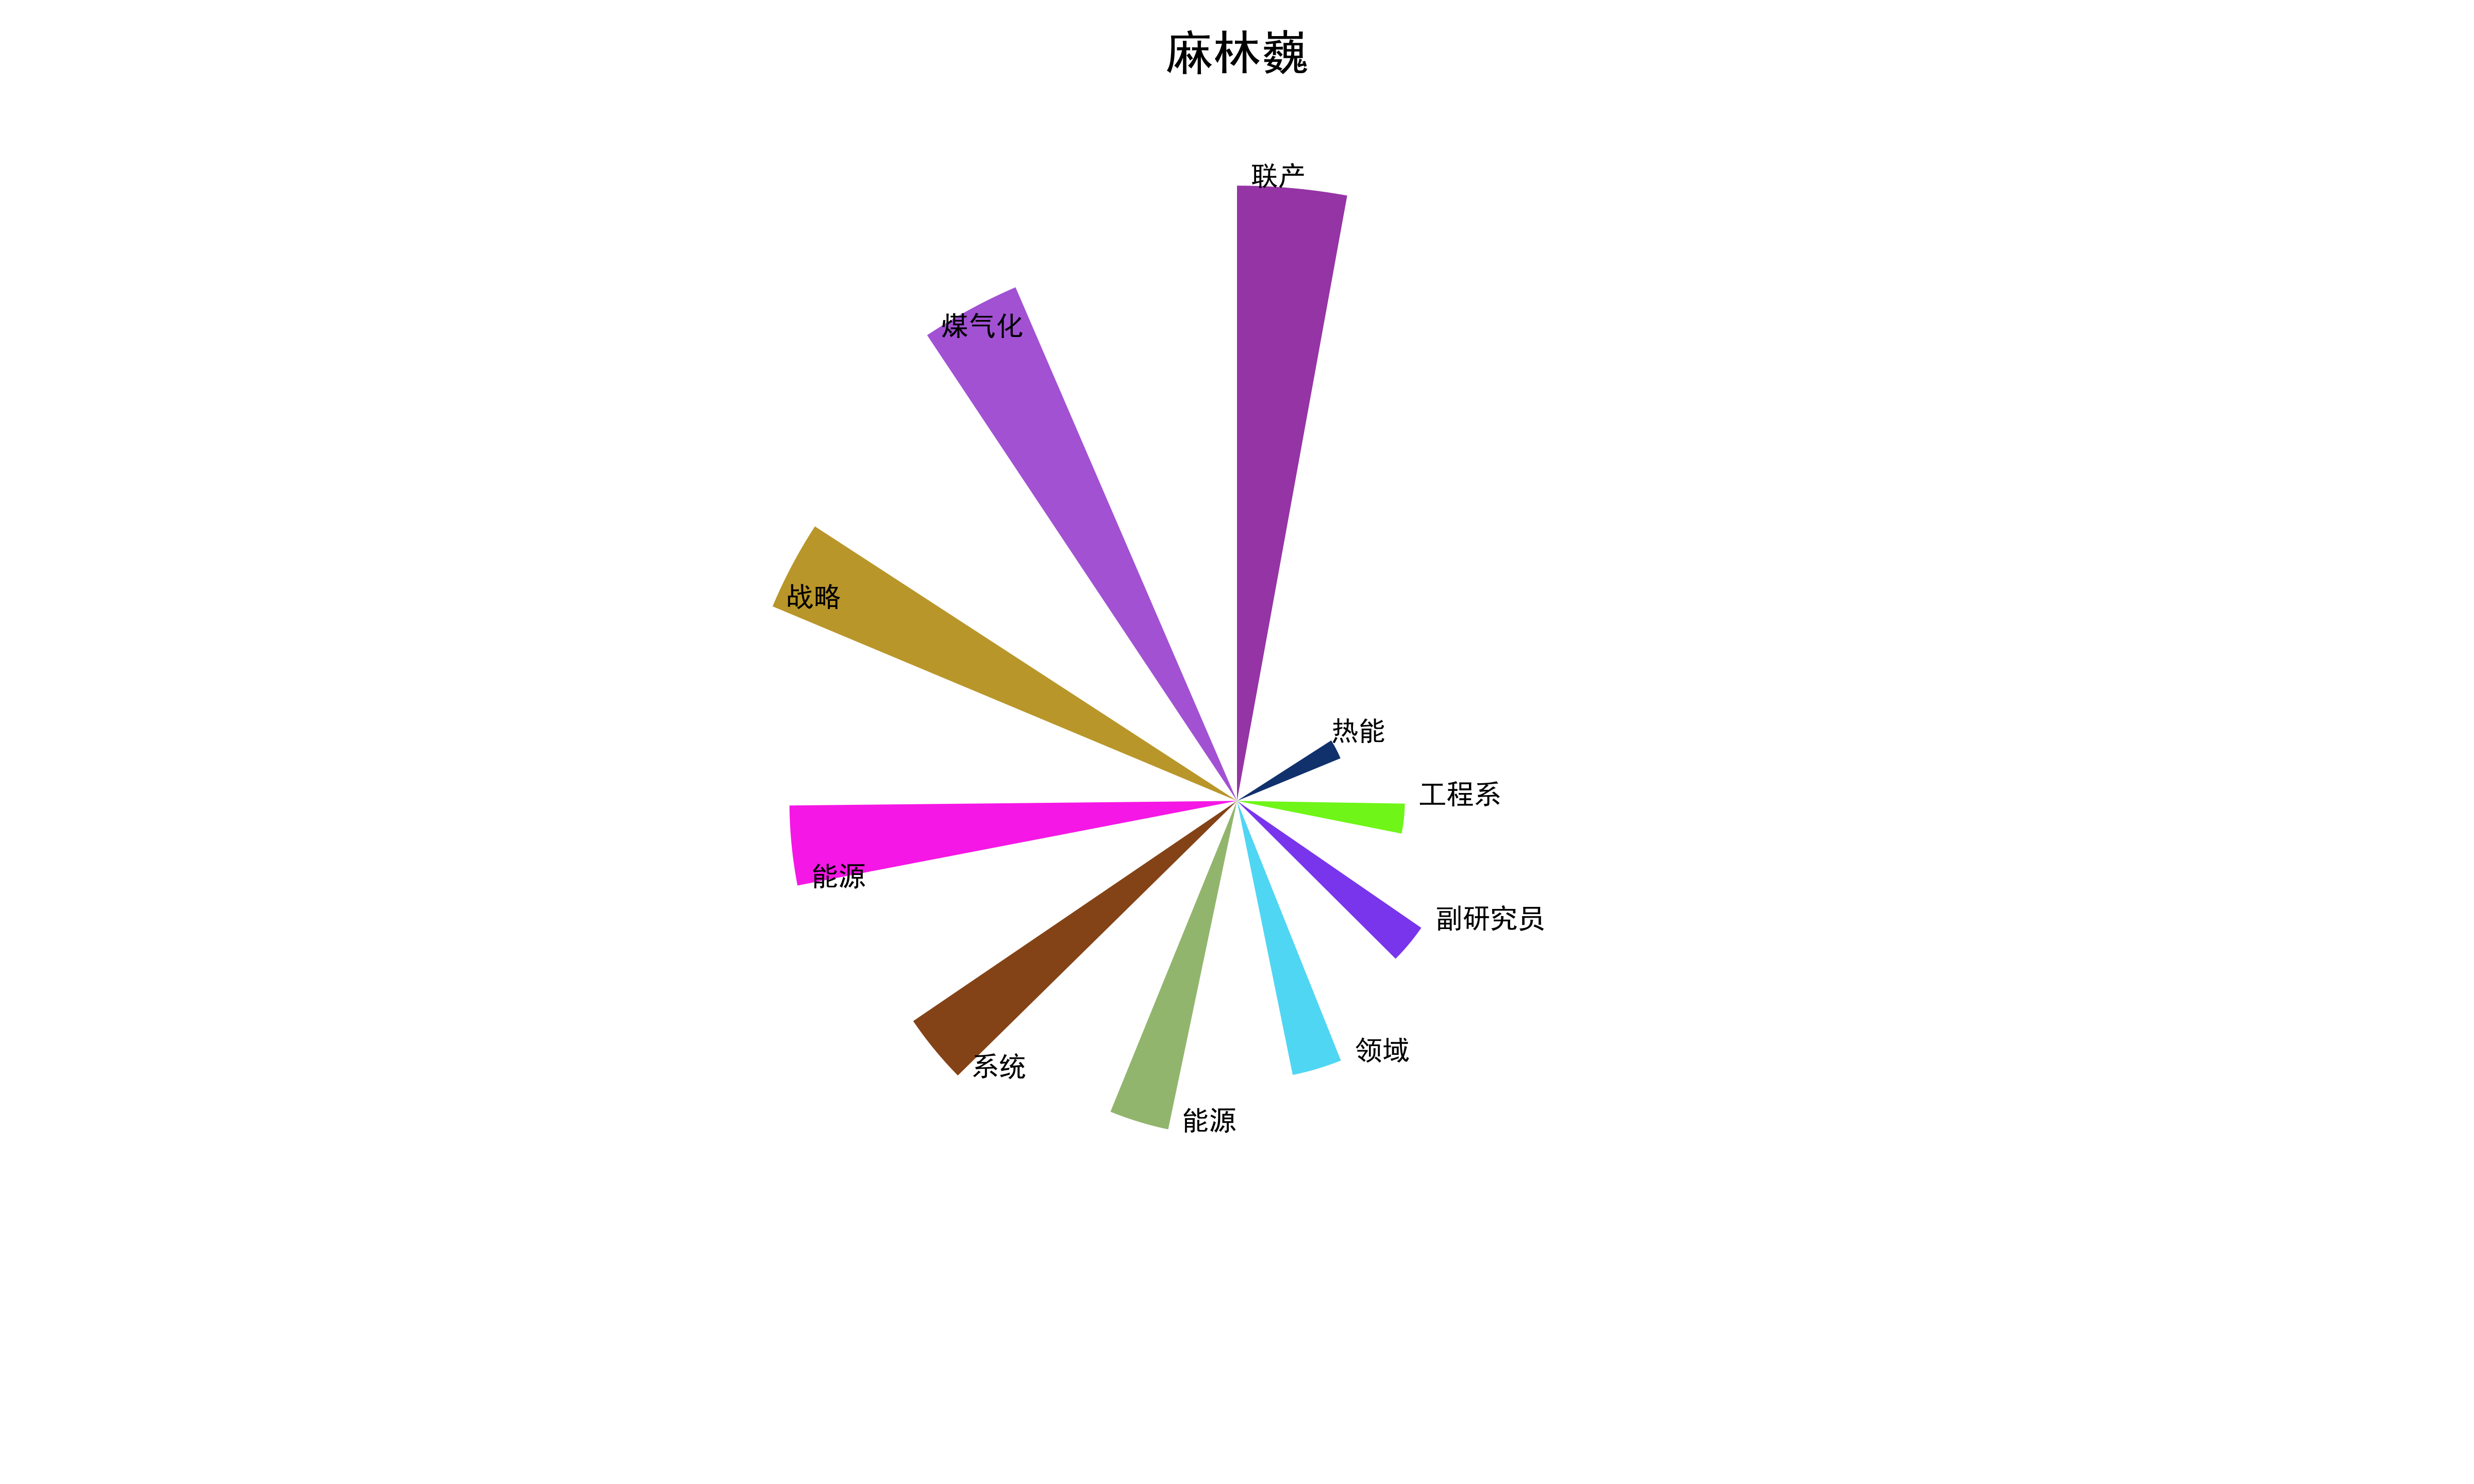 麻林巍
联产
煤气化
战略
热能
工程系
能源
副研究员
领域
系统
能源